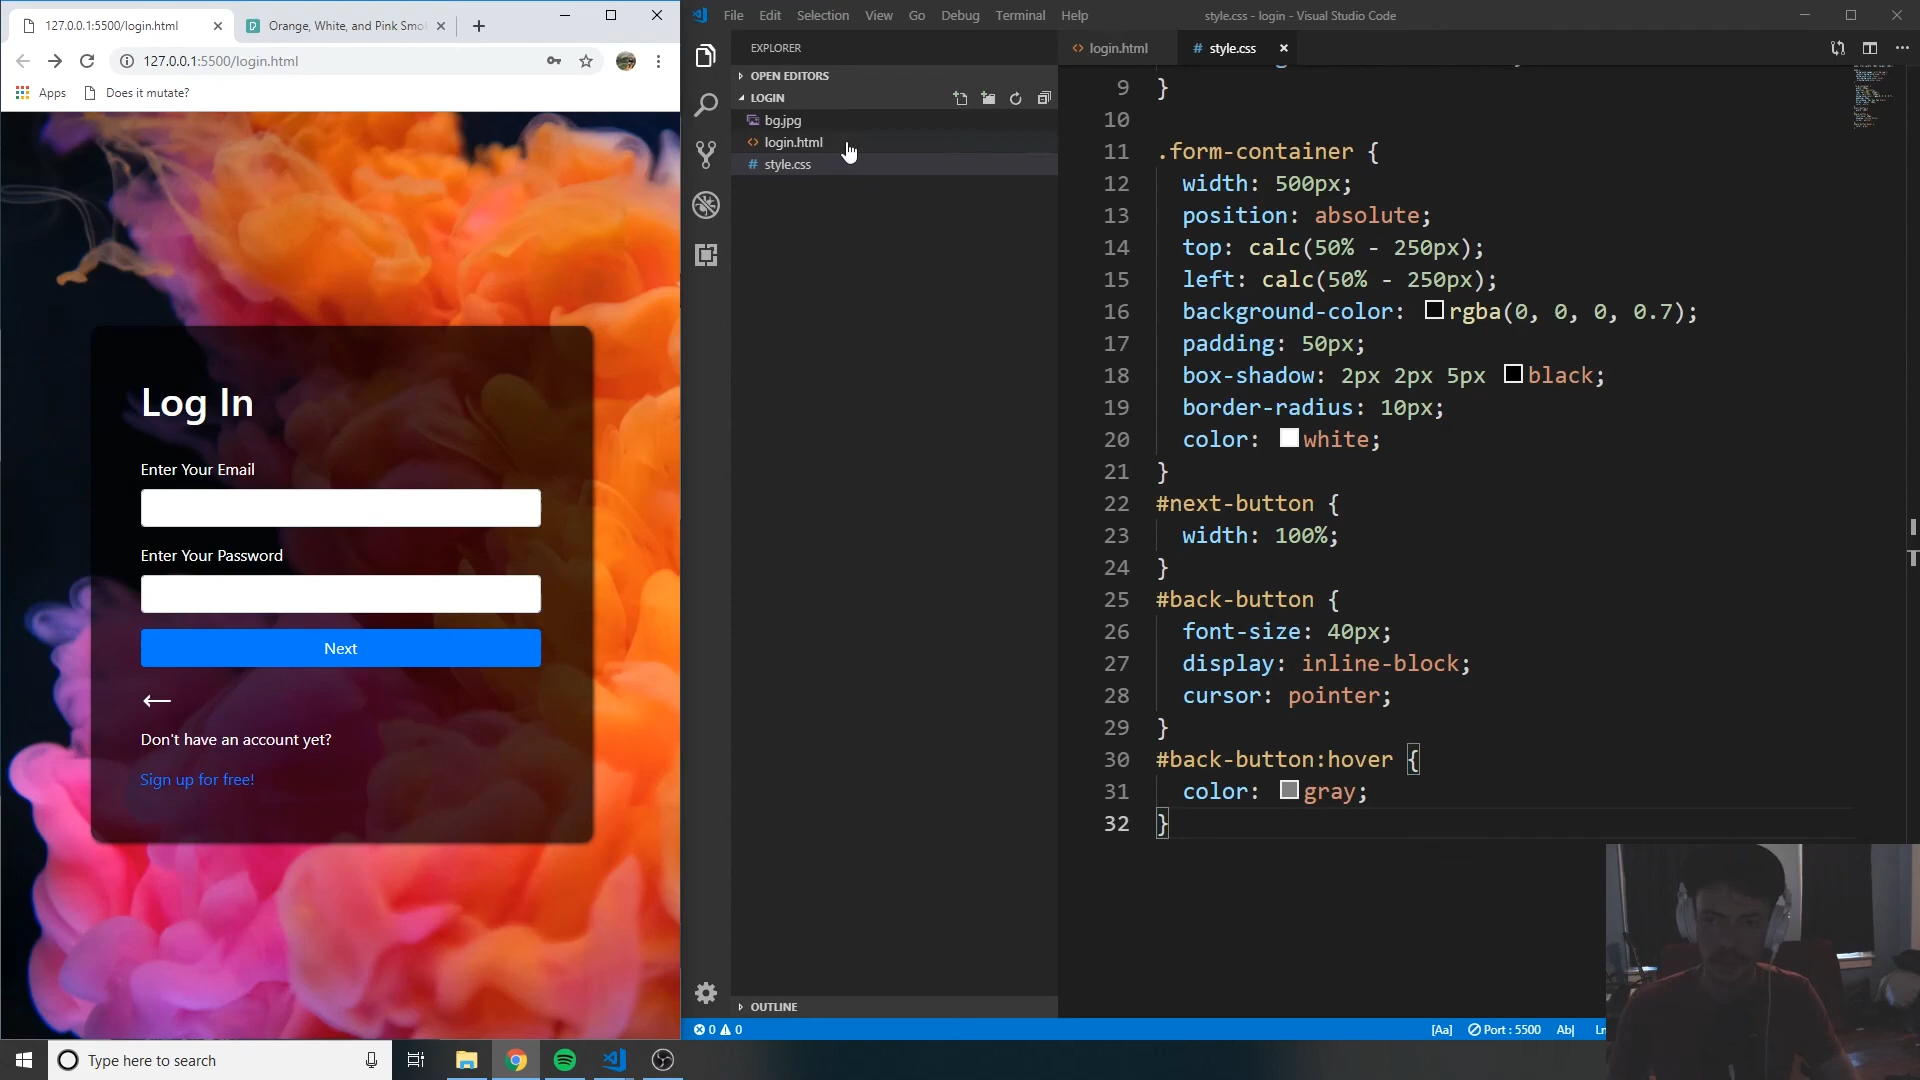 127.0.0.1:5500/login.html
Orange, White, and Pink Smo
127.0.0.1:5500/login.html
Apps
Does it mutate?
Log In
Enter Your Email
Enter Your Password
Next
Don't have an account yet?
Sign up for free!
Type here to search
File Edit Selection View Go Debug Terminal Help
style.css - login - Visual Studio Code
EXPLORER
OPEN EDITORS
LOGIN
bg.jpg
login.html
style.css
OUTLINE
login.html
style.css
9 }
10
11 .form-container {
12 width: 500px;
13 position: absolute;
14 top: calc(50% - 250px);
15 left: calc(50% - 250px);
16 background-color: rgba(0, 0, 0, 0.7);
17 padding: 50px;
18 box-shadow: 2px 2px 5px black;
19 border-radius: 10px;
20 color: white;
21 }
22 #next-button {
23 width: 100%;
24 }
25 #back-button {
26 font-size: 40px;
27 display: inline-block;
28 cursor: pointer;
29 }
30 #back-button:hover {
31 color: gray;
32 }
0 0
[Aa] Port : 5500 Ab| Ln